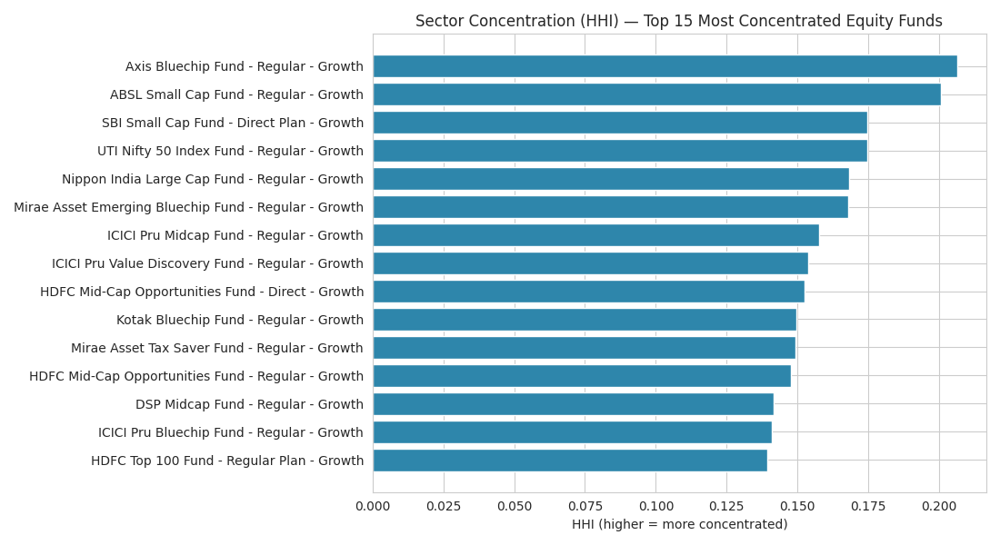 Sector Concentration (HHI) — Top 15 Most Concentrated Equity Funds
Axis Bluechip Fund - Regular - Growth
ABSL Small Cap Fund - Regular - Growth
SBI Small Cap Fund - Direct Plan - Growth
UTI Nifty 50 Index Fund - Regular - Growth
Nippon India Large Cap Fund - Regular - Growth
Mirae Asset Emerging Bluechip Fund - Regular - Growth
ICICI Pru Midcap Fund - Regular - Growth
ICICI Pru Value Discovery Fund - Regular - Growth
HDFC Mid-Cap Opportunities Fund - Direct - Growth
Kotak Bluechip Fund - Regular - Growth
Mirae Asset Tax Saver Fund - Regular - Growth
HDFC Mid-Cap Opportunities Fund - Regular - Growth
DSP Midcap Fund - Regular - Growth
ICICI Pru Bluechip Fund - Regular - Growth
HDFC Top 100 Fund - Regular Plan - Growth
0.000 0.025 0.050 0.075 0.100 0.125 0.150 0.175 0.200
HHI (higher = more concentrated)